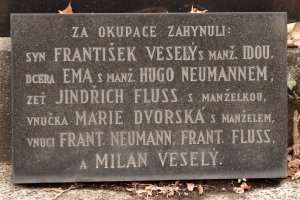 ZA OKUPACE ZAHYNULI:
SYN FRANTIŠEK VESELÝ S MANŽ. IDOU,
DCERA EMA S MANŽ. HUGO NEUMANNEM,
ZEŤ JINDŘICH FLUSS S MANŽELKOU,
VNUČKA MARIE DVORSKÁ S MANŽELEM,
VNUCI FRANT. NEUMANN, FRANT. FLUSS,
A MILAN VESELÝ.